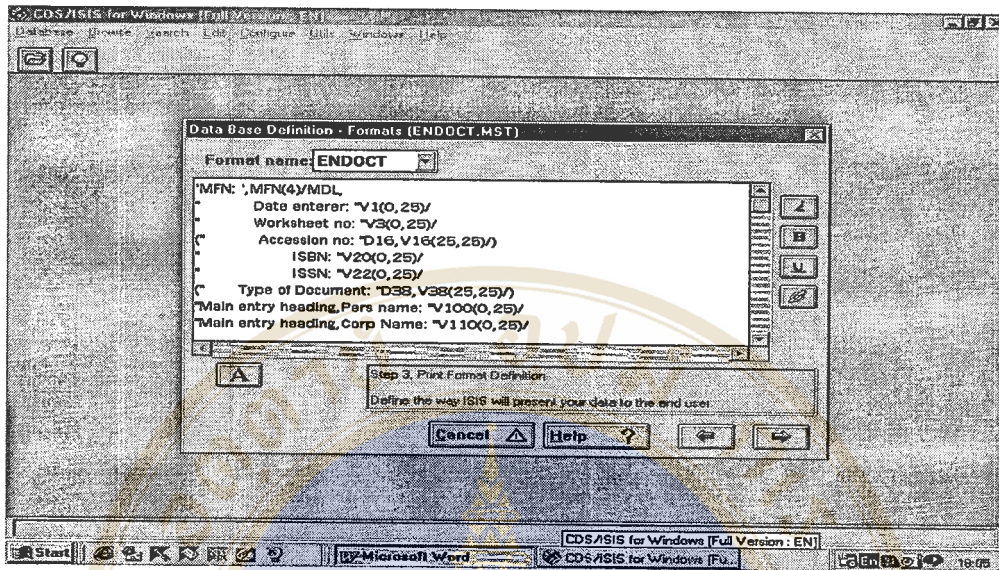 CDS/ISIS for Windows [Full Version : EN]
Database Browse Search Edit Configure Utils Windows Help
Data Base Definition - Formats (ENDOCT.MST)
Format name: ENDOCT
'MFN: ',MFN(4)/MDL,
" Date enterer: "V1(0,25)/
" Worksheet no: "V3(0,25)/
(" Accession no: "D16,V16(25,25)/)
" ISBN: "V20(0,25)/
" ISSN: "V22(0,25)/
(" Type of Document: "D38,V38(25,25)/)
"Main entry heading,Pers name: "V100(0,25)/
"Main entry heading,Corp Name: "V110(0,25)/
B
U
A
Step 3, Print Format Definition
Define the way ISIS will present your data to the end user
Cancel Help ?
CDS/ISIS for Windows [Full Version : EN]
Start Microsoft Word CDS/ISIS for Windows [Fu... En 18:05